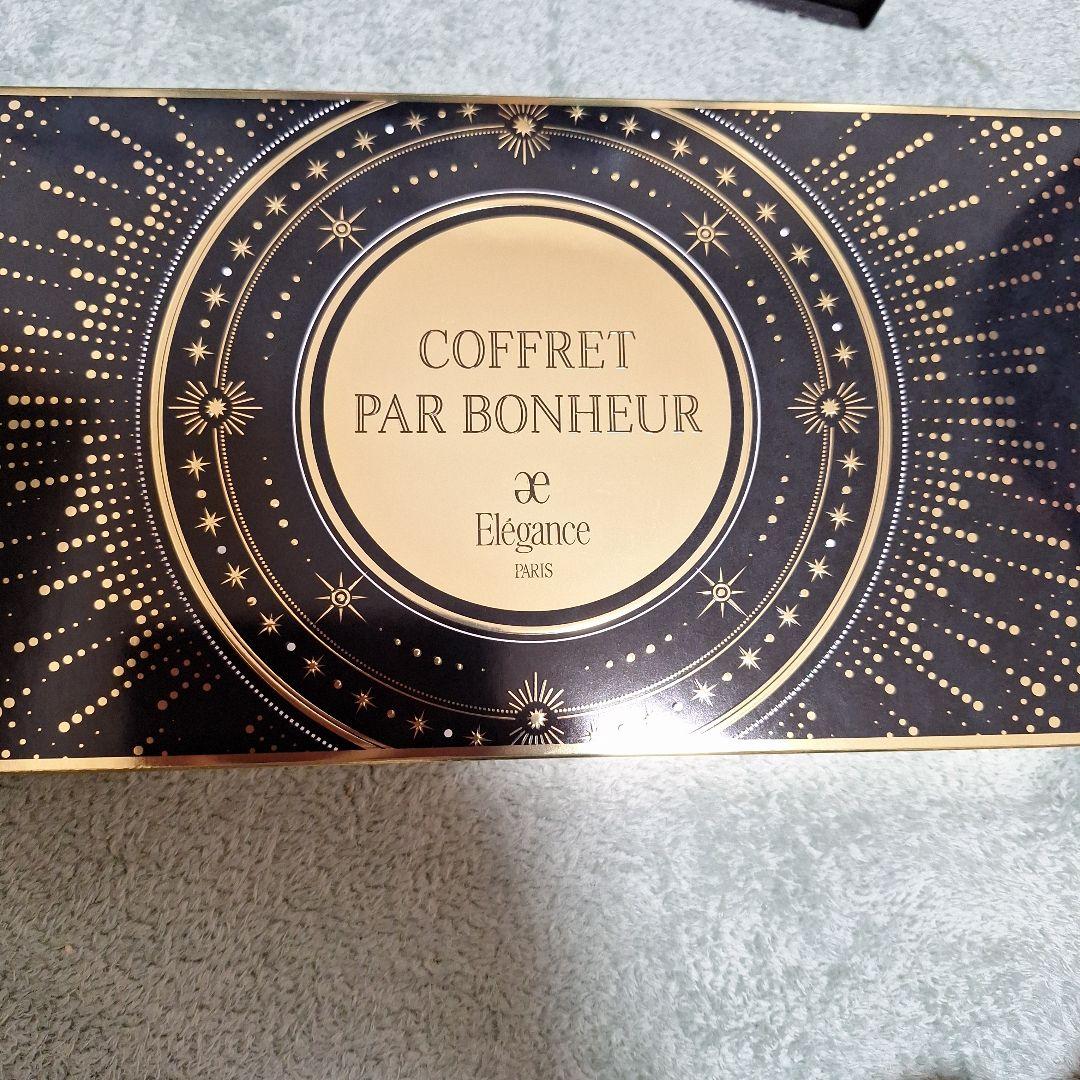 COFFRET
PAR BONHEUR
æ
Elégance
PARIS